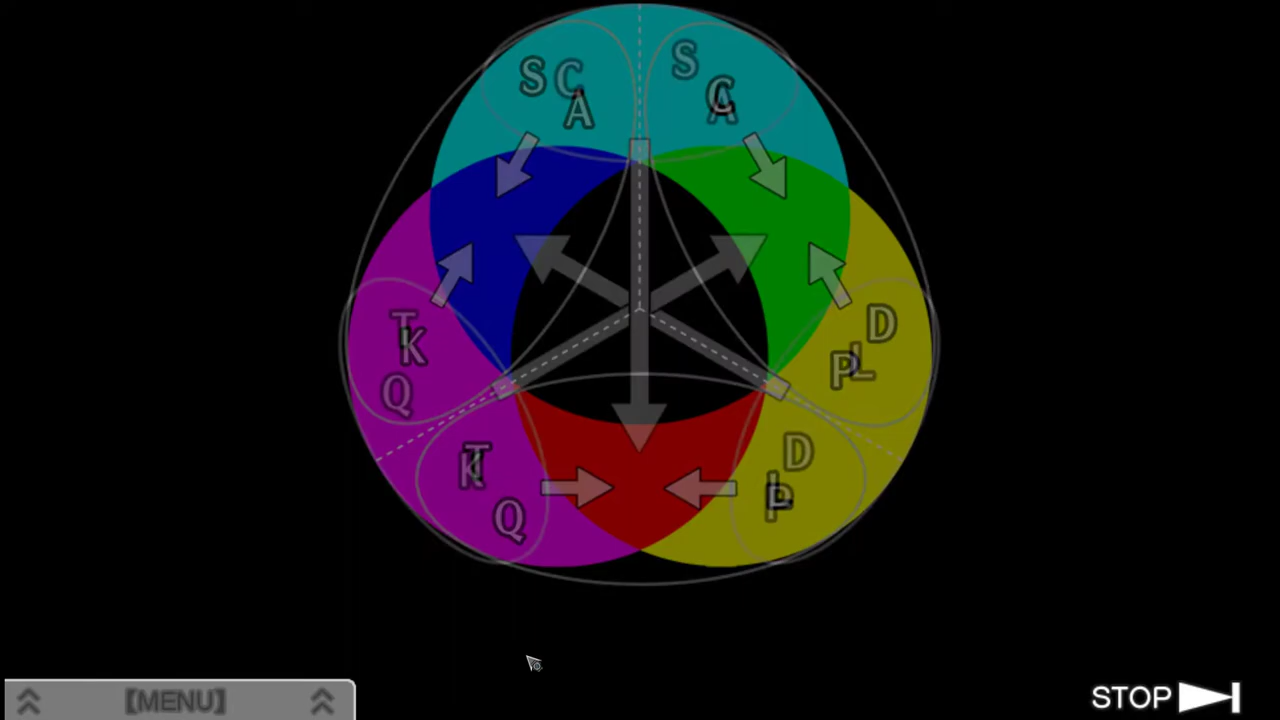 S C A
S C A
T K Q
D L P
T K Q
D L P
【MENU】
STOP